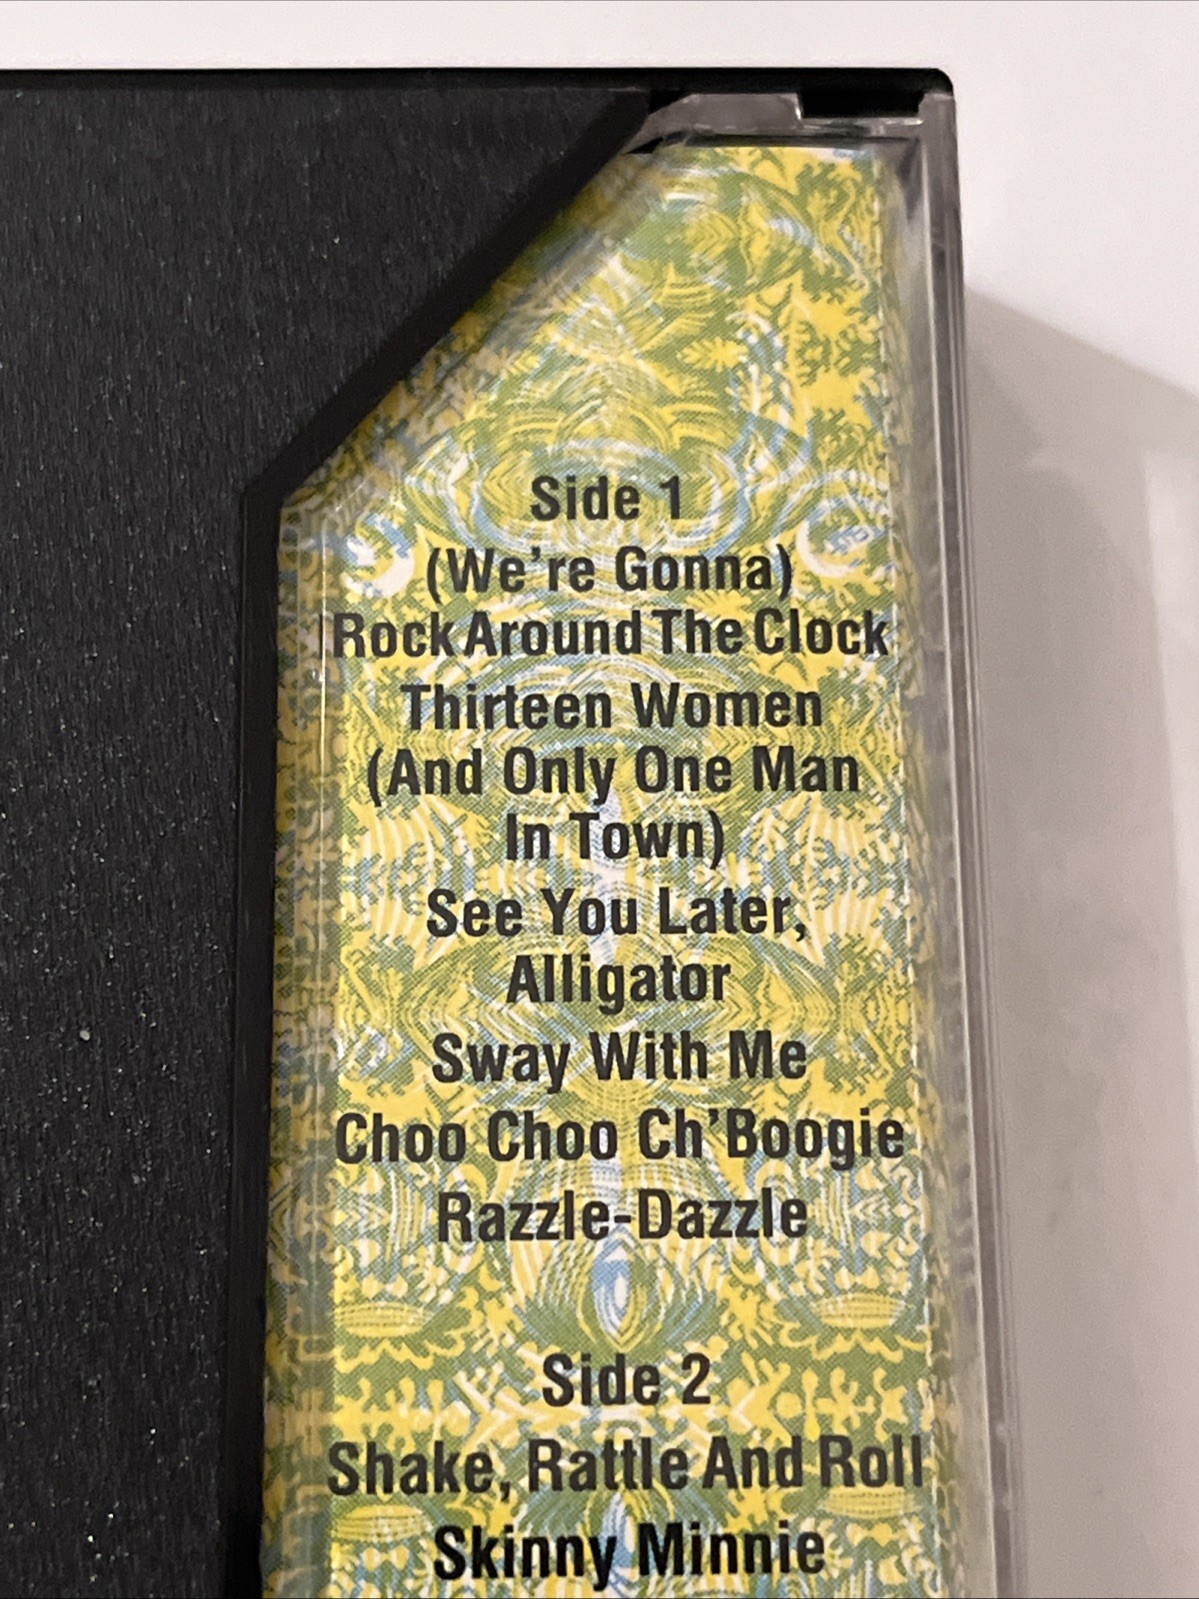 Side 1
(We're Gonna)
Rock Around The Clock
Thirteen Women
(And Only One Man
In Town)
See You Later,
Alligator
Sway With Me
Choo Choo Ch'Boogie
Razzle-Dazzle
Side 2
Shake, Rattle And Roll
Skinny Minnie